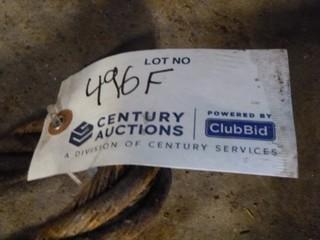 LOT NO
496F
CENTURY AUCTIONS
POWERED BY
ClubBid
A DIVISION OF CENTURY SERVICES